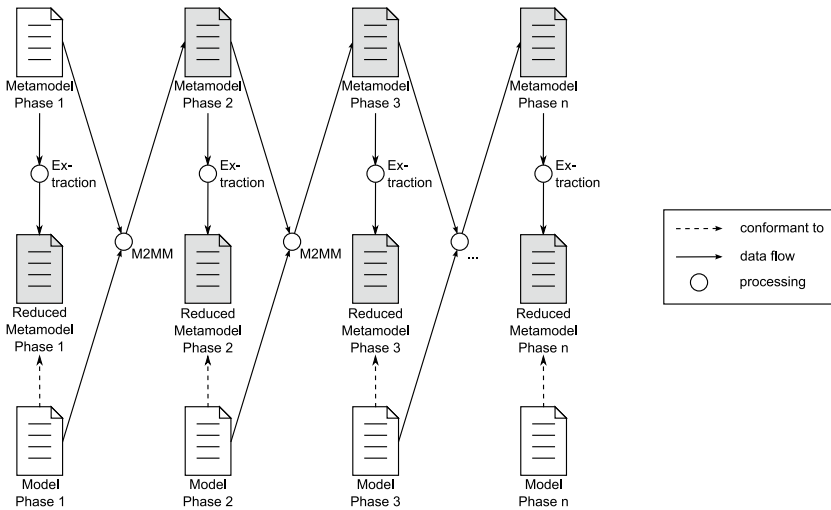 Metamodel
Phase 1
Metamodel
Phase 2
Metamodel
Phase 3
Metamodel
Phase n
Ex-
traction
Ex-
traction
Ex-
traction
Ex-
traction
M2MM
M2MM
...
Reduced
Metamodel
Phase 1
Reduced
Metamodel
Phase 2
Reduced
Metamodel
Phase 3
Reduced
Metamodel
Phase n
Model
Phase 1
Model
Phase 2
Model
Phase 3
Model
Phase n
conformant to
data flow
processing